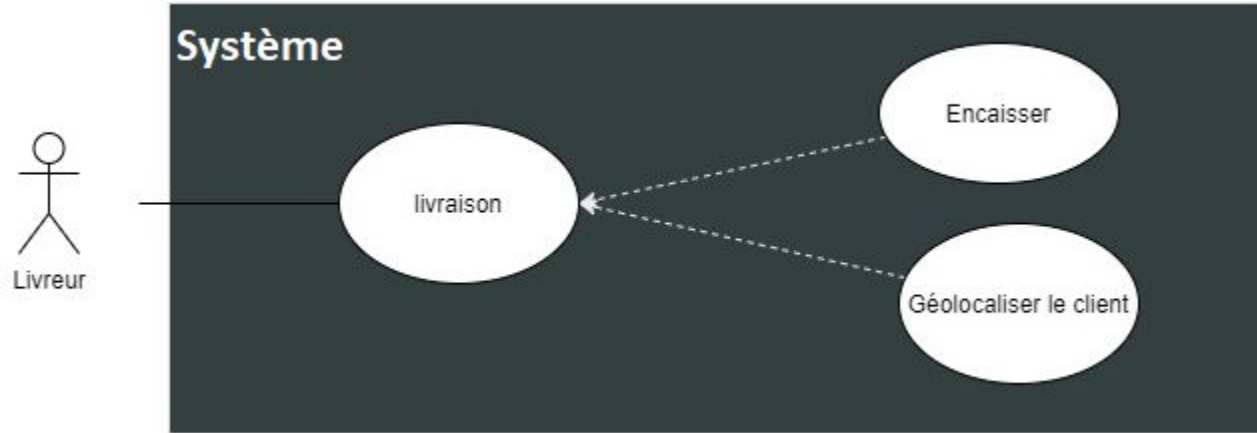 Système
Encaisser
livraison
Livreur
Géolocaliser le client